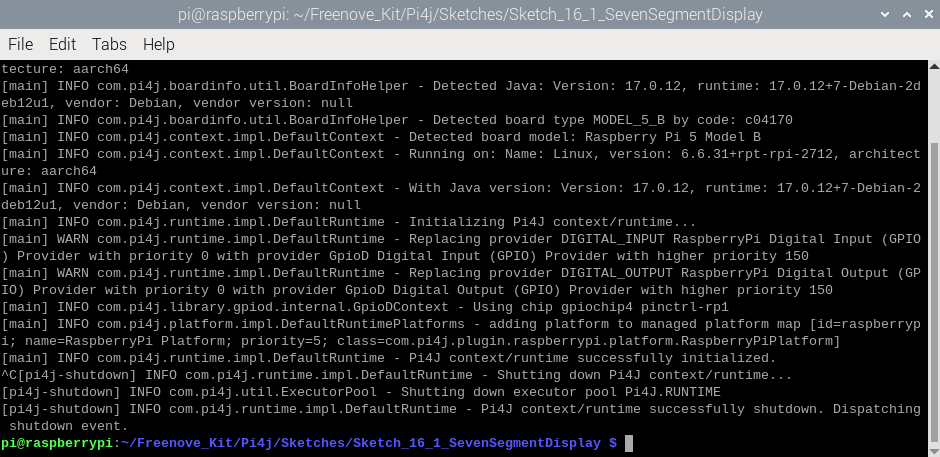 pi@raspberrypi: ~/Freenove_Kit/Pi4j/Sketches/Sketch_16_1_SevenSegmentDisplay
File Edit Tabs Help
tecture: aarch64
[main] INFO com.pi4j.boardinfo.util.BoardInfoHelper - Detected Java: Version: 17.0.12, runtime: 17.0.12+7-Debian-2d
eb12u1, vendor: Debian, vendor version: null
[main] INFO com.pi4j.boardinfo.util.BoardInfoHelper - Detected board type MODEL_5_B by code: c04170
[main] INFO com.pi4j.context.impl.DefaultContext - Detected board model: Raspberry Pi 5 Model B
[main] INFO com.pi4j.context.impl.DefaultContext - Running on: Name: Linux, version: 6.6.31+rpt-rpi-2712, architect
ure: aarch64
[main] INFO com.pi4j.context.impl.DefaultContext - With Java version: Version: 17.0.12, runtime: 17.0.12+7-Debian-2
deb12u1, vendor: Debian, vendor version: null
[main] INFO com.pi4j.runtime.impl.DefaultRuntime - Initializing Pi4J context/runtime...
[main] WARN com.pi4j.runtime.impl.DefaultRuntime - Replacing provider DIGITAL_INPUT RaspberryPi Digital Input (GPIO
) Provider with priority 0 with provider GpioD Digital Input (GPIO) Provider with higher priority 150
[main] WARN com.pi4j.runtime.impl.DefaultRuntime - Replacing provider DIGITAL_OUTPUT RaspberryPi Digital Output (GP
IO) Provider with priority 0 with provider GpioD Digital Output (GPIO) Provider with higher priority 150
[main] INFO com.pi4j.library.gpiod.internal.GpioDContext - Using chip gpiochip4 pinctrl-rp1
[main] INFO com.pi4j.platform.impl.DefaultRuntimePlatforms - adding platform to managed platform map [id=raspberryp
i; name=RaspberryPi Platform; priority=5; class=com.pi4j.plugin.raspberrypi.platform.RaspberryPiPlatform]
[main] INFO com.pi4j.runtime.impl.DefaultRuntime - Pi4J context/runtime successfully initialized.
^C[pi4j-shutdown] INFO com.pi4j.runtime.impl.DefaultRuntime - Shutting down Pi4J context/runtime...
[pi4j-shutdown] INFO com.pi4j.util.ExecutorPool - Shutting down executor pool Pi4J.RUNTIME
[pi4j-shutdown] INFO com.pi4j.runtime.impl.DefaultRuntime - Pi4J context/runtime successfully shutdown. Dispatching
 shutdown event.
pi@raspberrypi:~/Freenove_Kit/Pi4j/Sketches/Sketch_16_1_SevenSegmentDisplay $